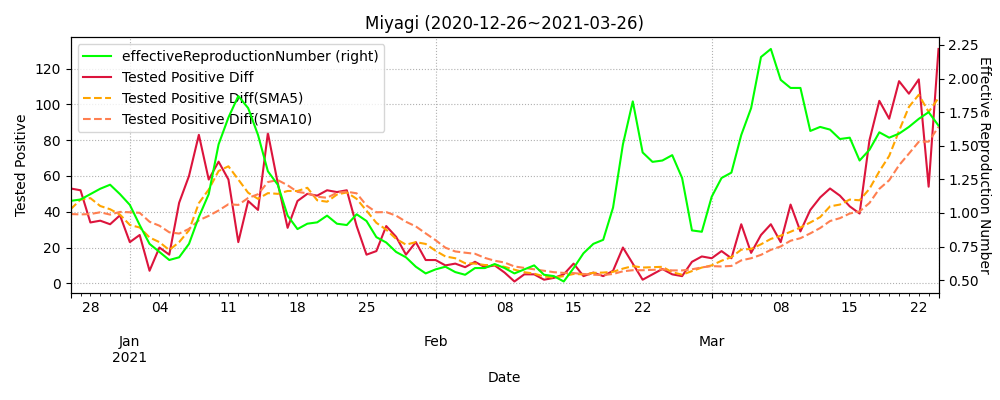 Miyagi (2020-12-26~2021-03-26)
effectiveReproductionNumber (right)
Tested Positive Diff
Tested Positive Diff(SMA5)
Tested Positive Diff(SMA10)
Tested Positive
120
100
80
60
40
20
0
2.25
2.00
1.75
1.50
1.25
1.00
0.75
0.50
Effective Reproduction Number
28 04 11 18 25 08 15 22 08 15 22
Jan Feb Mar
2021
Date